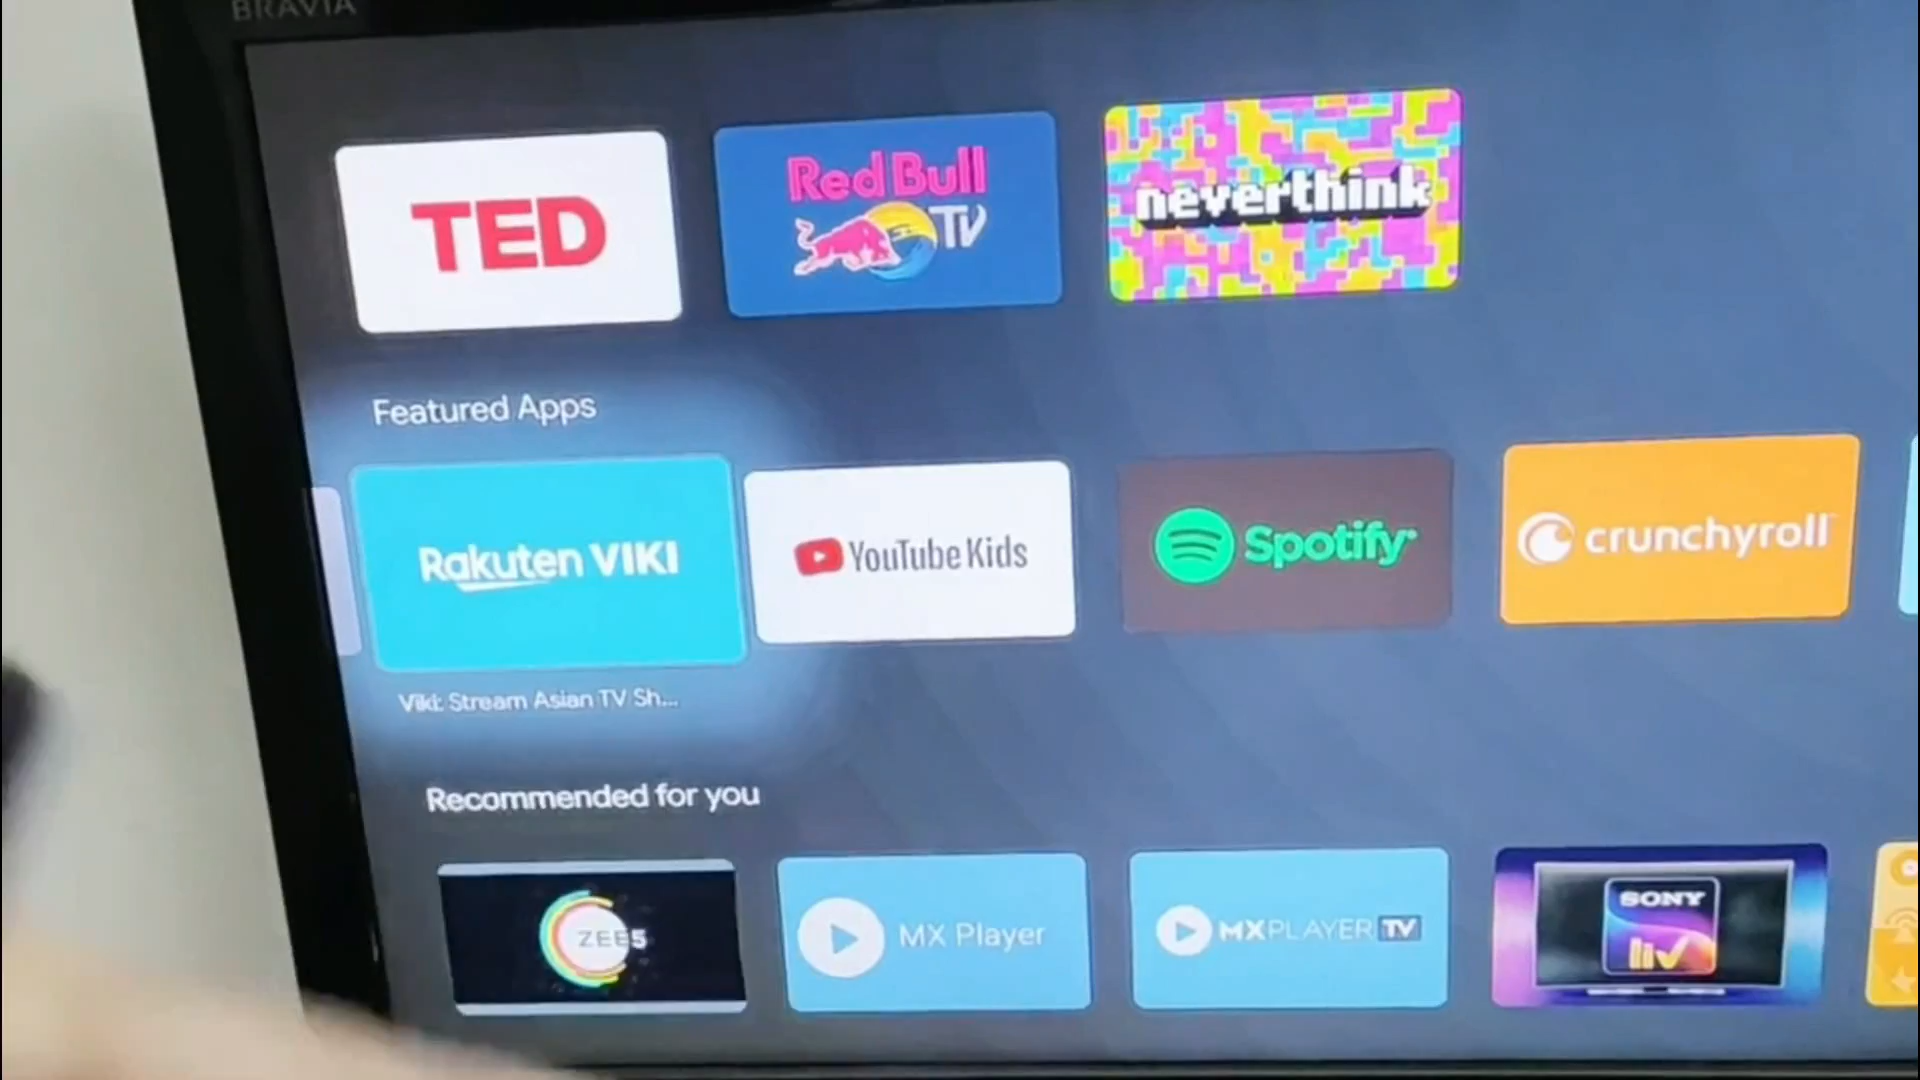 BRAVIA
TED
Red Bull
TV
neverthink
Featured Apps
Rakuten VIKI
YouTube Kids
Spotify
crunchyroll
Viki: Stream Asian TV Sh...
Recommended for you
ZEE5
MX Player
MXPLAYER TV
SONY
liv